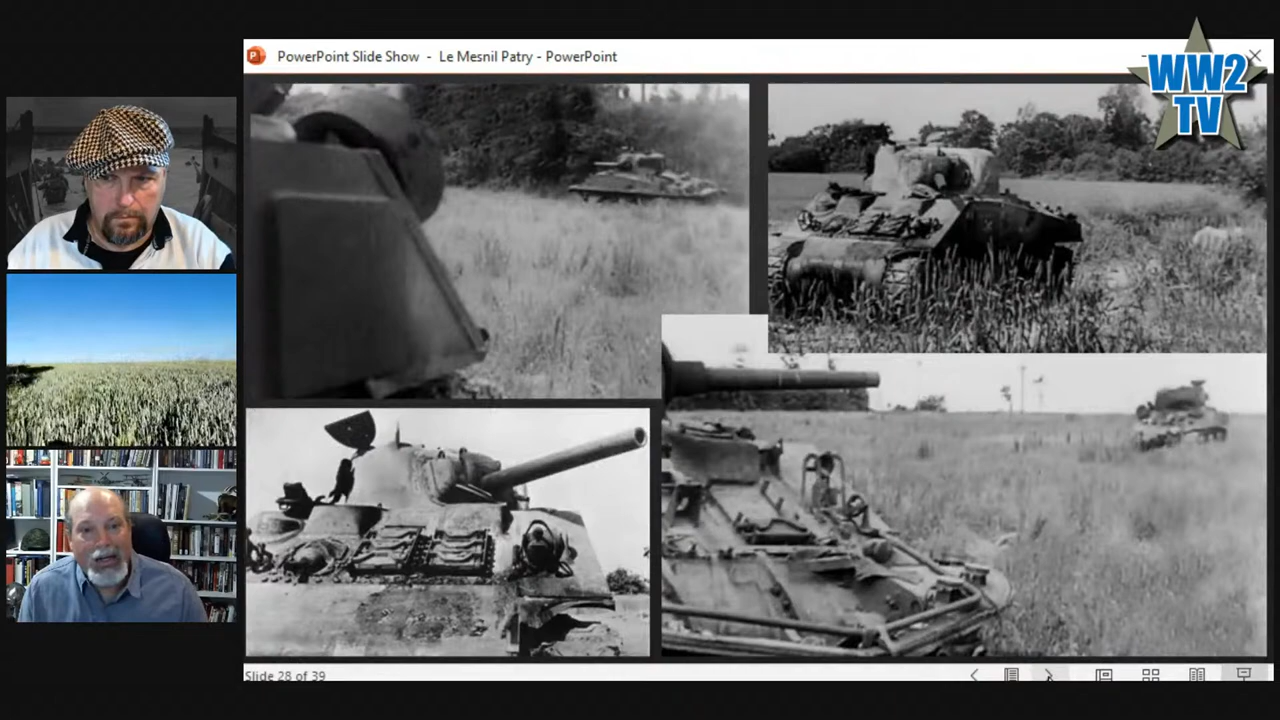 PowerPoint Slide Show - Le Mesnil Patry - PowerPoint
WW2
TV
Slide 28 of 39